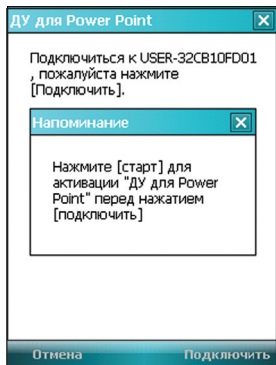 ДУ для Power Point
Подключиться к USER-32CB10FD01
, пожалуйста нажмите
[Подключить].
Напоминание
Нажмите [старт] для
активации "ДУ для Power
Point" перед нажатием
[подключить]
Отмена Подключить